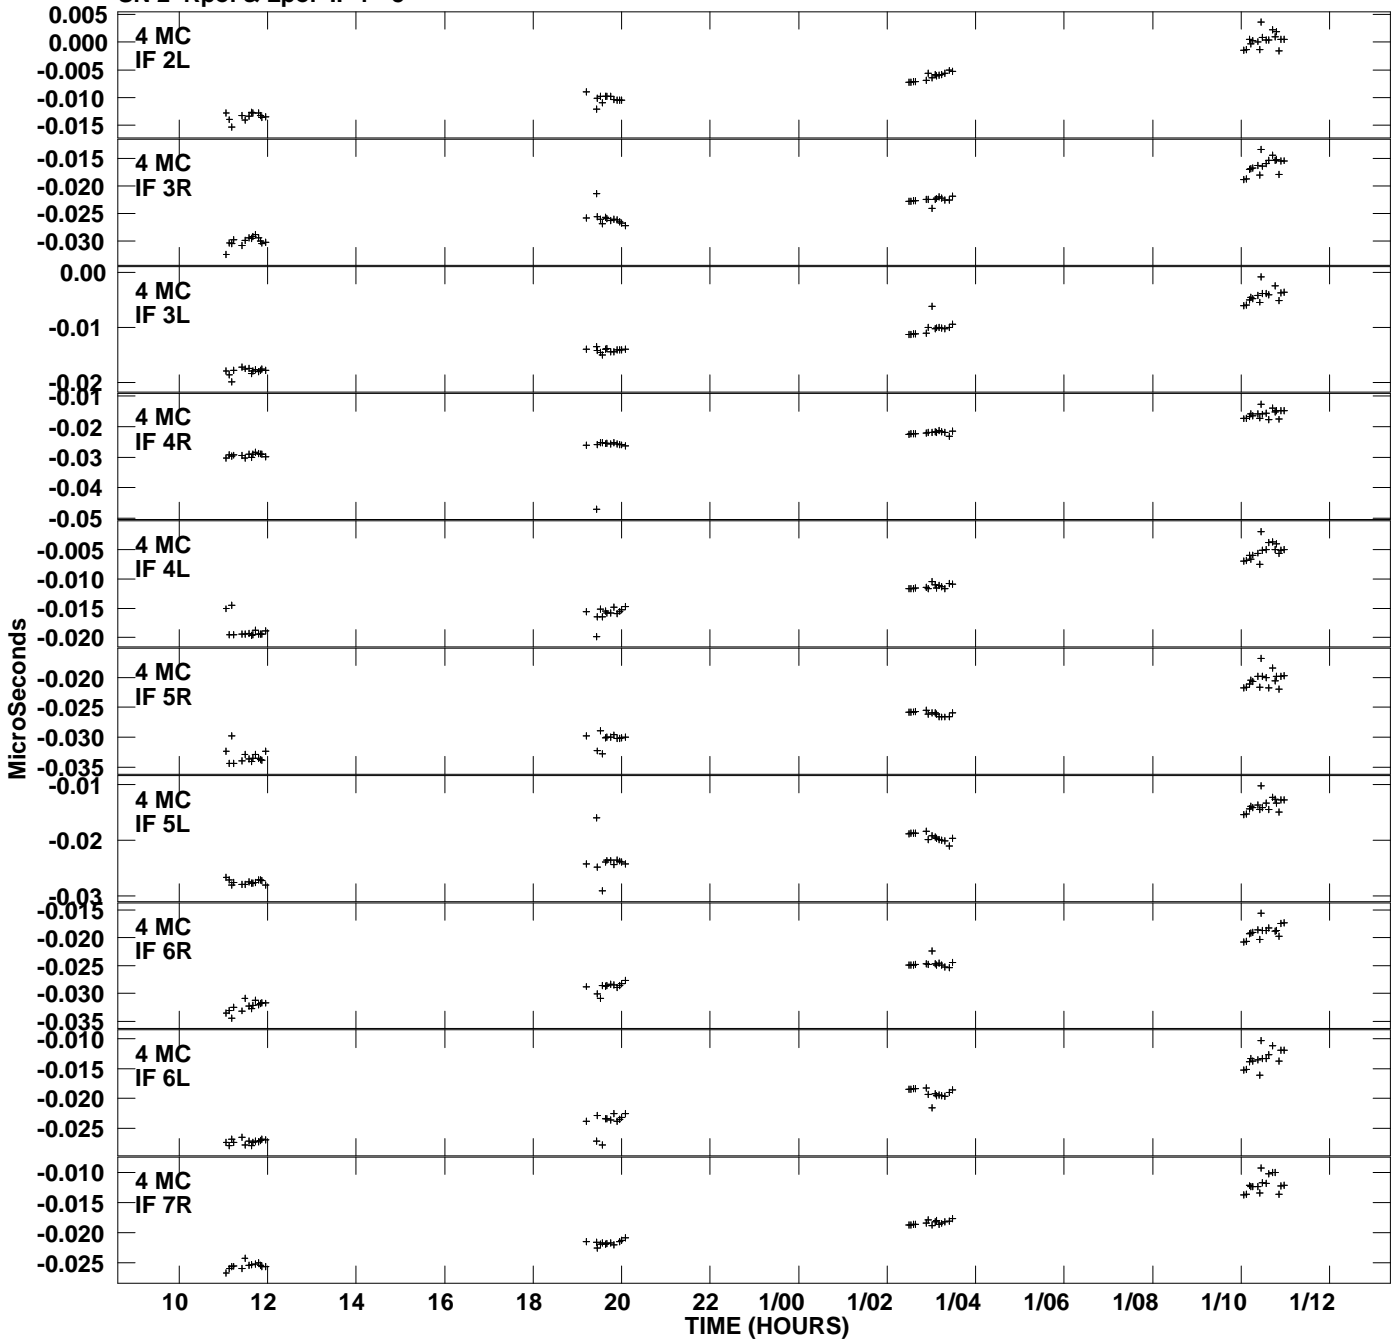 0.005
0.000
-0.005
-0.010
-0.015
4 MC
IF 2L
-0.015
-0.020
-0.025
-0.030
4 MC
IF 3R
0.00
-0.01
-0.02
4 MC
IF 3L
-0.01
-0.02
-0.03
-0.04
-0.05
4 MC
IF 4R
-0.005
-0.010
-0.015
-0.020
4 MC
IF 4L
MicroSeconds
-0.020
-0.025
-0.030
-0.035
4 MC
IF 5R
-0.01
-0.02
-0.03
4 MC
IF 5L
-0.015
-0.020
-0.025
-0.030
-0.035
4 MC
IF 6R
-0.010
-0.015
-0.020
-0.025
4 MC
IF 6L
-0.010
-0.015
-0.020
-0.025
4 MC
IF 7R
10 12 14 16 18 20 22 1/00 1/02 1/04 1/06 1/08 1/10 1/12
TIME (HOURS)